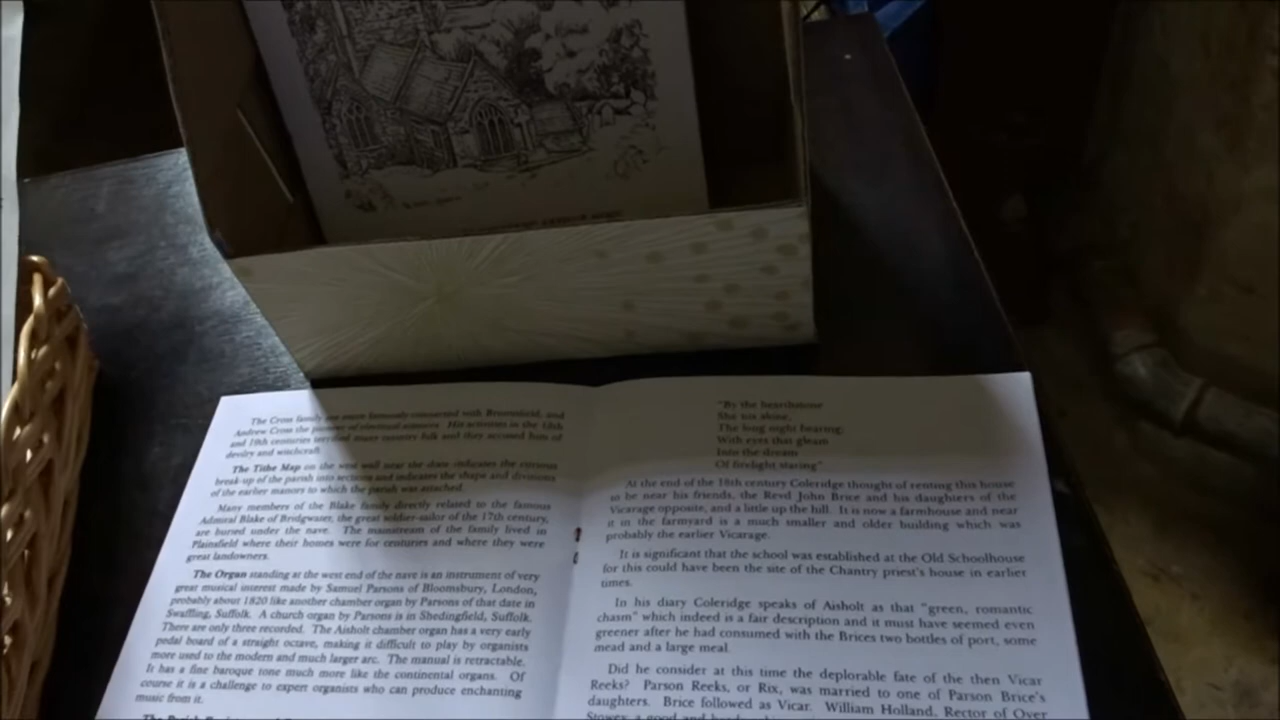 The Cross family are more famously connected with Broomfield, and
Andrew Cross the pioneer of electrical science. His activities in the 18th
and 19th centuries terrified many country folk and they accused him of
devilry and witchcraft.
The Tithe Map on the west wall near the door indicates the curious
break-up of the parish into sections and indicates the shape and divisions
of the earlier manors to which the parish was attached.
Many members of the Blake family directly related to the famous
Admiral Blake of Bridgwater, the great soldier-sailor of the 17th century,
are buried under the nave. The mainstream of the family lived in
Plainsfield where their homes were for centuries and where they were
great landowners.
The Organ standing at the west end of the nave is an instrument of very
great musical interest made by Samuel Parsons of Bloomsbury, London,
probably about 1820 like another chamber organ by Parsons of that date in
Swaffling, Suffolk. A church organ by Parsons is in Shedingfield, Suffolk.
There are only three recorded. The Aisholt chamber organ has a very early
pedal board of a straight octave, making it difficult to play by organists
more used to the modern and much larger arc. The manual is retractable.
It has a fine baroque tone much more like the continental organs. Of
course it is a challenge to expert organists who can produce enchanting
music from it.
"By the hearthstone
She sits alone,
The long night bearing:
With eyes that gleam
Into the dream
Of firelight staring"
At the end of the 18th century Coleridge thought of renting this house
to be near his friends, the Revd John Brice and his daughters of the
Vicarage opposite, and a little up the hill. It is now a farmhouse and near
it in the farmyard is a much smaller and older building which was
probably the earlier Vicarage.
It is significant that the school was established at the Old Schoolhouse
for this could have been the site of the Chantry priest's house in earlier
times.
In his diary Coleridge speaks of Aisholt as that "green, romantic
chasm" which indeed is a fair description and it must have seemed even
greener after he had consumed with the Brices two bottles of port, some
mead and a large meal.
Did he consider at this time the deplorable fate of the then Vicar
Reeks? Parson Reeks, or Rix, was married to one of Parson Brice's
daughters. Brice followed as Vicar. William Holland, Rector of Over
Stowey, a good and